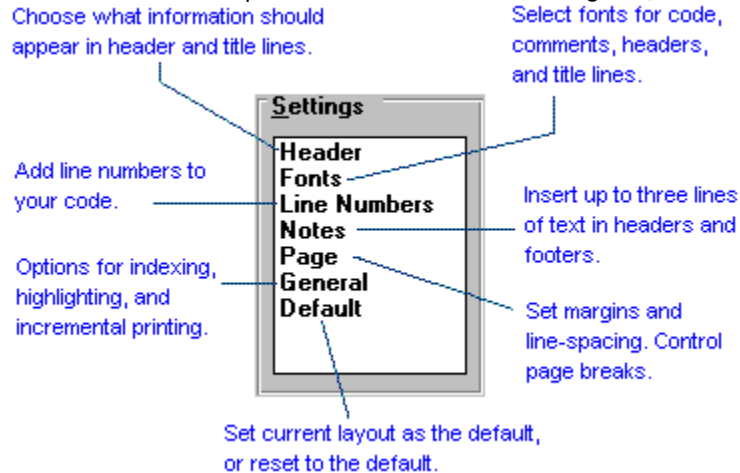 Choose what information should
appear in header and title lines.
Select fonts for code,
comments, headers,
and title lines.
Settings
Header
Fonts
Line Numbers
Notes
Page
General
Default
Add line numbers to
your code.
Insert up to three lines
of text in headers and
footers.
Options for indexing,
highlighting, and
incremental printing.
Set margins and
line-spacing. Control
page breaks.
Set current layout as the default,
or reset to the default.